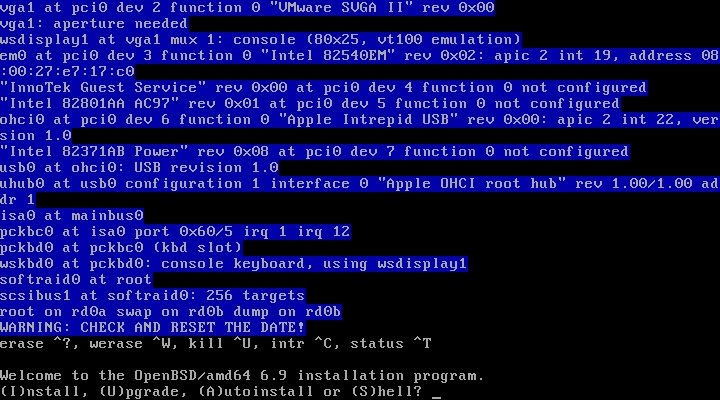 vga1 at pci0 dev 2 function 0 "VMware SVGA II" rev 0x00
vga1: aperture needed
wsdisplay1 at vga1 mux 1: console (80x25, vt100 emulation)
em0 at pci0 dev 3 function 0 "Intel 82540EM" rev 0x02: apic 2 int 19, address 08
:00:27:e7:17:c0
"InnoTek Guest Service" rev 0x00 at pci0 dev 4 function 0 not configured
"Intel 82801AA AC97" rev 0x01 at pci0 dev 5 function 0 not configured
ohci0 at pci0 dev 6 function 0 "Apple Intrepid USB" rev 0x00: apic 2 int 22, ver
sion 1.0
"Intel 82371AB Power" rev 0x08 at pci0 dev 7 function 0 not configured
usb0 at ohci0: USB revision 1.0
uhub0 at usb0 configuration 1 interface 0 "Apple OHCI root hub" rev 1.00/1.00 ad
dr 1
isa0 at mainbus0
pckbc0 at isa0 port 0x60/5 irq 1 irq 12
pckbd0 at pckbc0 (kbd slot)
wskbd0 at pckbd0: console keyboard, using wsdisplay1
softraid0 at root
scsibus1 at softraid0: 256 targets
root on rd0a swap on rd0b dump on rd0b
WARNING: CHECK AND RESET THE DATE!
erase ^?, werase ^W, kill ^U, intr ^C, status ^T

Welcome to the OpenBSD/amd64 6.9 installation program.
(I)nstall, (U)pgrade, (A)utoinstall or (S)hell? _